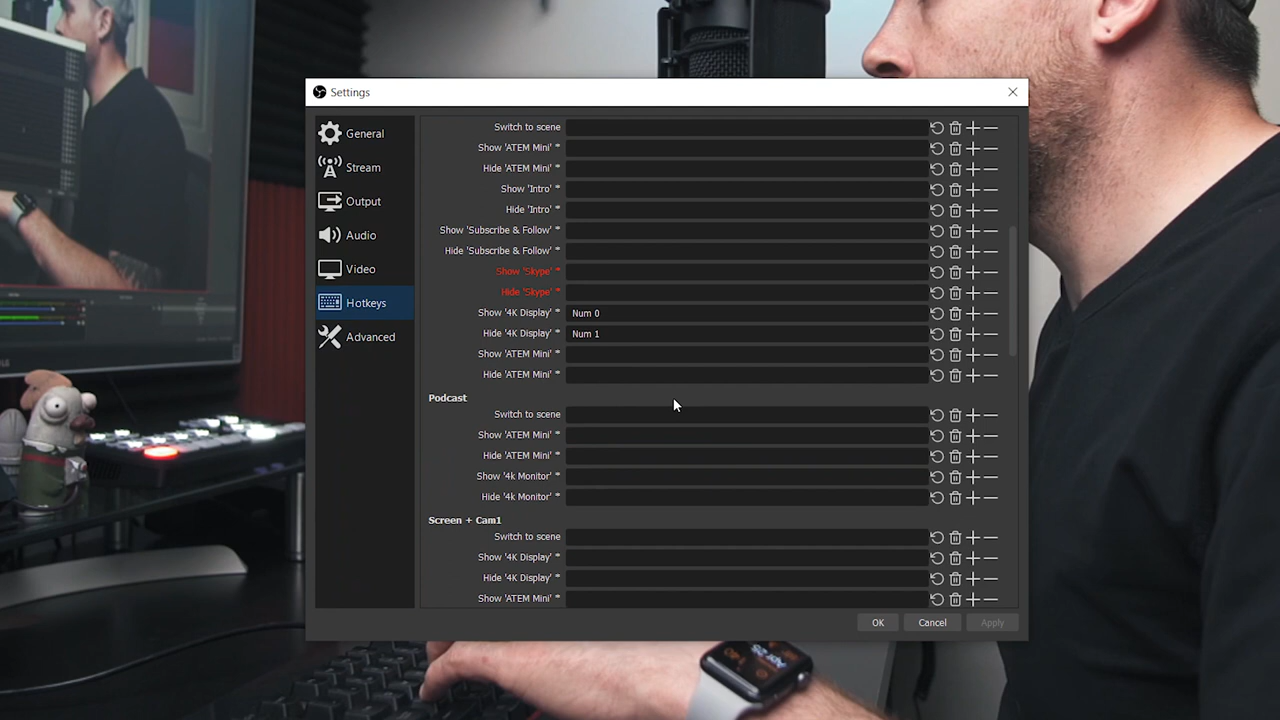 Settings
General
Stream
Output
Audio
Video
Hotkeys
Advanced
Switch to scene
Show 'ATEM Mini' *
Hide 'ATEM Mini' *
Show 'Intro' *
Hide 'Intro' *
Show 'Subscribe & Follow' *
Hide 'Subscribe & Follow' *
Show 'Skype' *
Hide 'Skype' *
Show '4K Display' * Num 0
Hide '4K Display' * Num 1
Show 'ATEM Mini' *
Hide 'ATEM Mini' *
Podcast
Switch to scene
Show 'ATEM Mini' *
Hide 'ATEM Mini' *
Show '4k Monitor' *
Hide '4k Monitor' *
Screen + Cam1
Switch to scene
Show '4K Display' *
Hide '4K Display' *
Show 'ATEM Mini' *
OK Cancel Apply